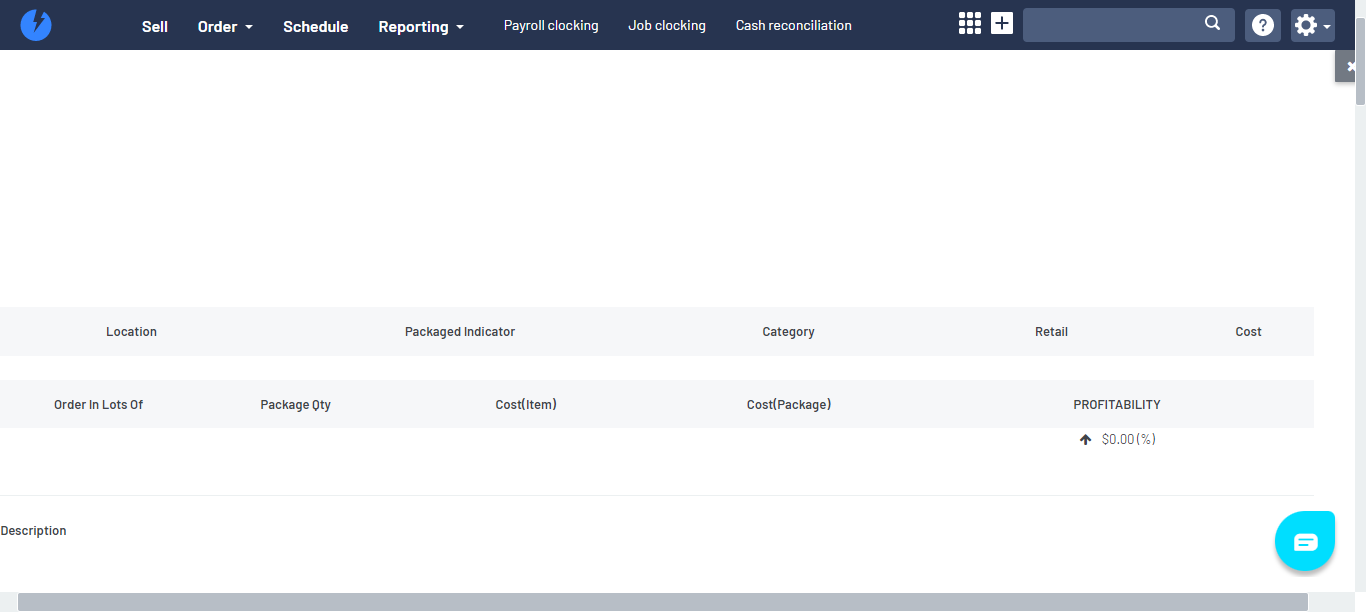 Sell Order Schedule Reporting Payroll clocking Job clocking Cash reconciliation
Location Packaged Indicator Category Retail Cost
Order In Lots Of Package Qty Cost(Item) Cost(Package) PROFITABILITY
$0.00(%)
Description